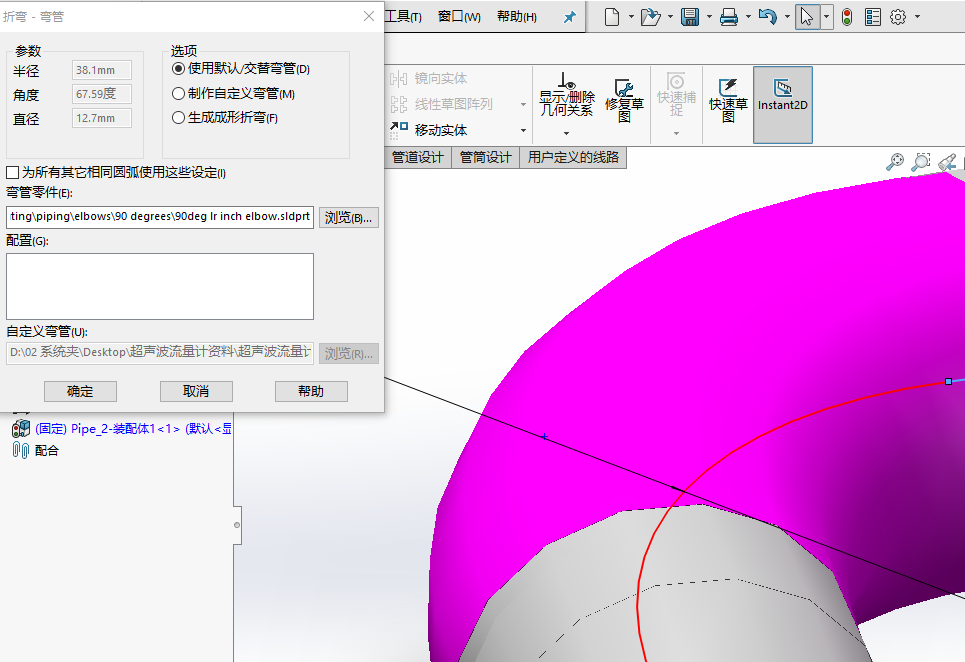 折弯 - 弯管
工具(T) 窗口(W) 帮助(H)
参数
半径 38.1mm
角度 67.59度
直径 12.7mm
选项
使用默认/交替弯管(D)
制作自定义弯管(M)
生成成形折弯(F)
为所有其它相同圆弧使用这些设定(I)
弯管零件(E):
ting\piping\elbows\90 degrees\90deg lr inch elbow.sldprt 浏览(B)...
配置(G):
自定义弯管(U):
D:\02 系统夹\Desktop\超声波流量计资料\超声波流量计 浏览(R)...
确定 取消 帮助
镜向实体
线性草图阵列
移动实体
显示/删除几何关系
修复草图
快速捕捉
快速草图
Instant2D
管道设计 管筒设计 用户定义的线路
(固定) Pipe_2-装配体1<1> (默认<显
配合